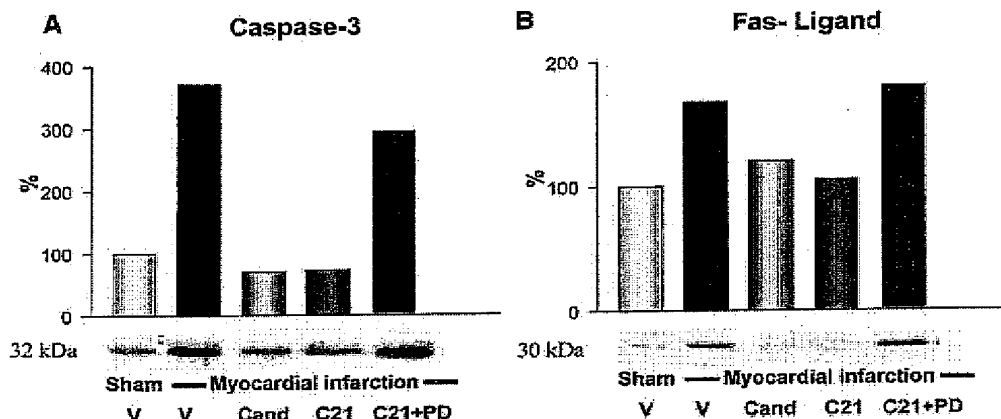 A Caspase-3
400
300
%
200
100
0
32 kDa
Sham Myocardial infarction
V V Cand C21 C21+PD
B Fas- Ligand
200
%
100
0
30 kDa
Sham Myocardial infarction
V V Cand C21 C21+PD